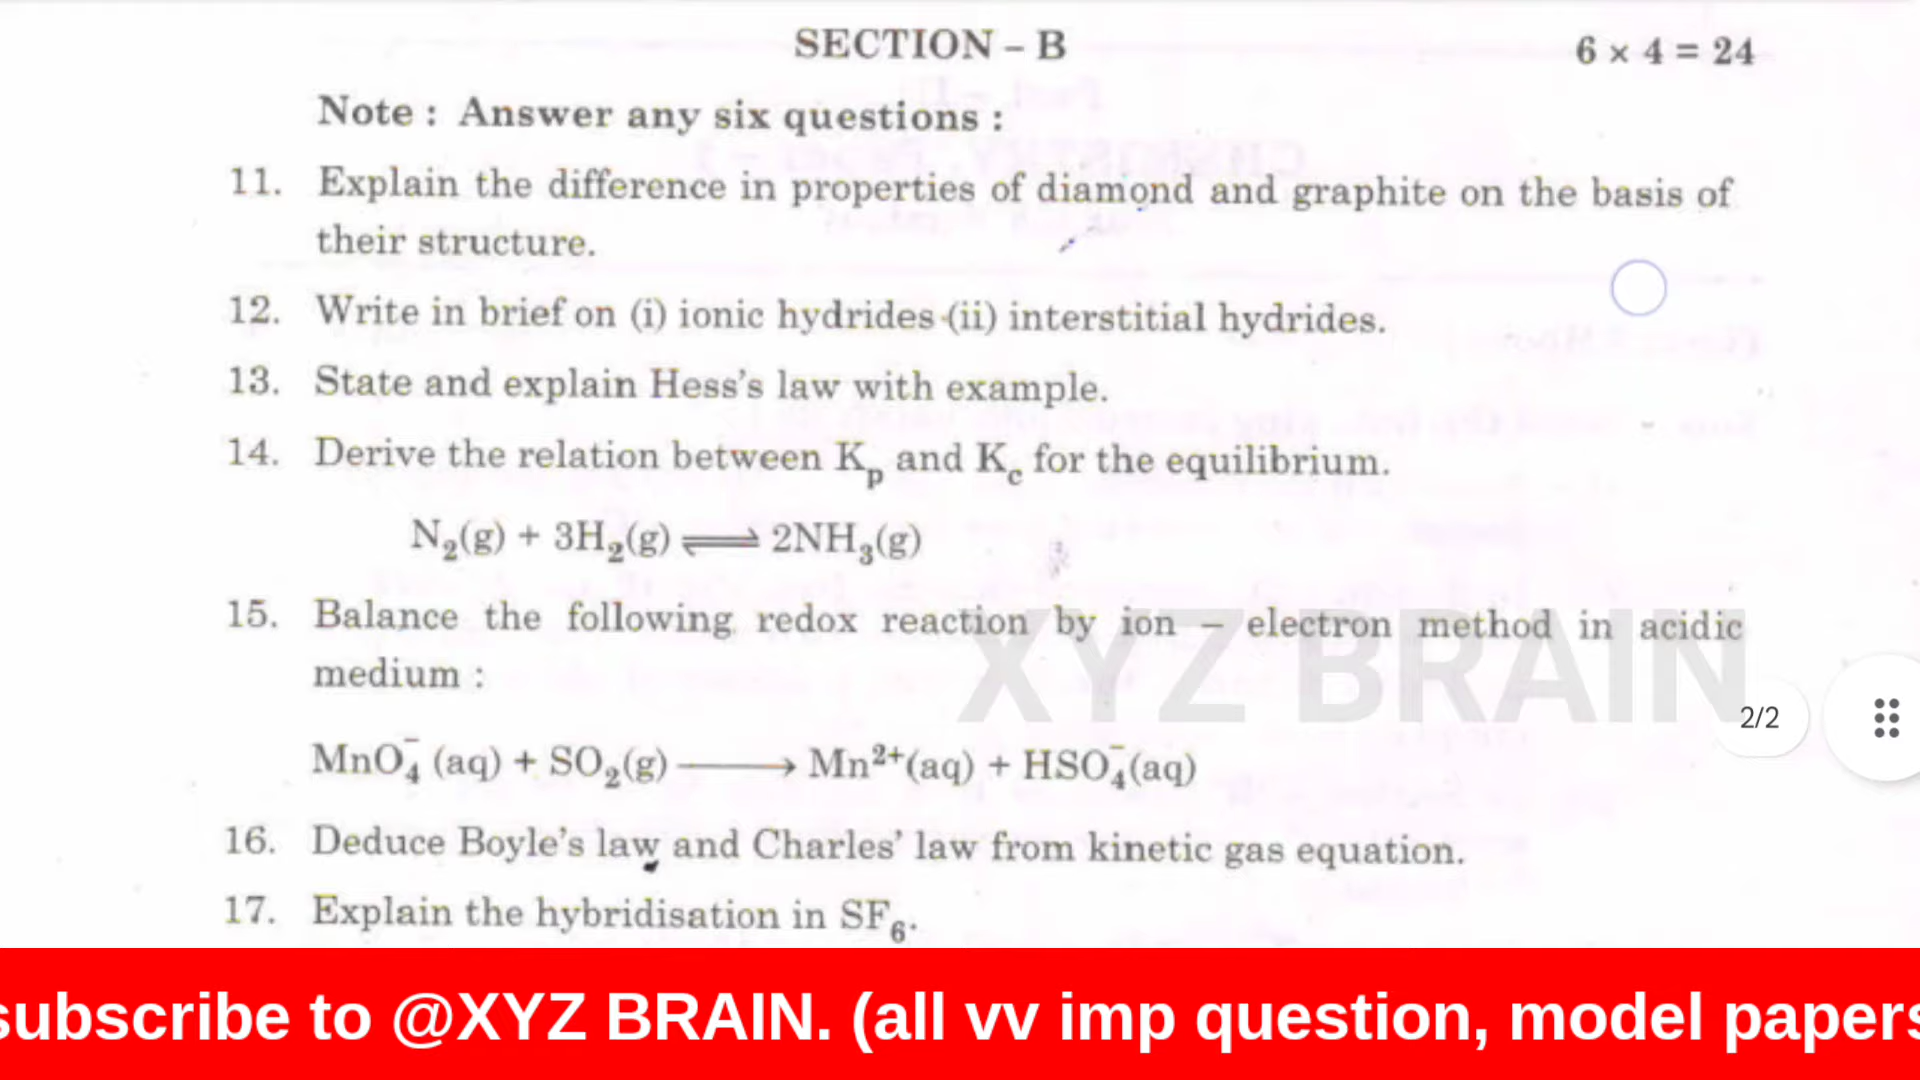 SECTION – B
6 × 4 = 24
Note : Answer any six questions :
11. Explain the difference in properties of diamond and graphite on the basis of
their structure.
12. Write in brief on (i) ionic hydrides (ii) interstitial hydrides.
13. State and explain Hess's law with example.
14. Derive the relation between Kₚ and K꜀ for the equilibrium.
N₂(g) + 3H₂(g) ⇌ 2NH₃(g)
15. Balance the following redox reaction by ion – electron method in acidic
medium :
XYZ BRAIN
2/2
MnO₄⁻ (aq) + SO₂(g) ⟶ Mn²⁺(aq) + HSO₄⁻(aq)
16. Deduce Boyle's law and Charles' law from kinetic gas equation.
17. Explain the hybridisation in SF₆.
subscribe to @XYZ BRAIN. (all vv imp question, model papers